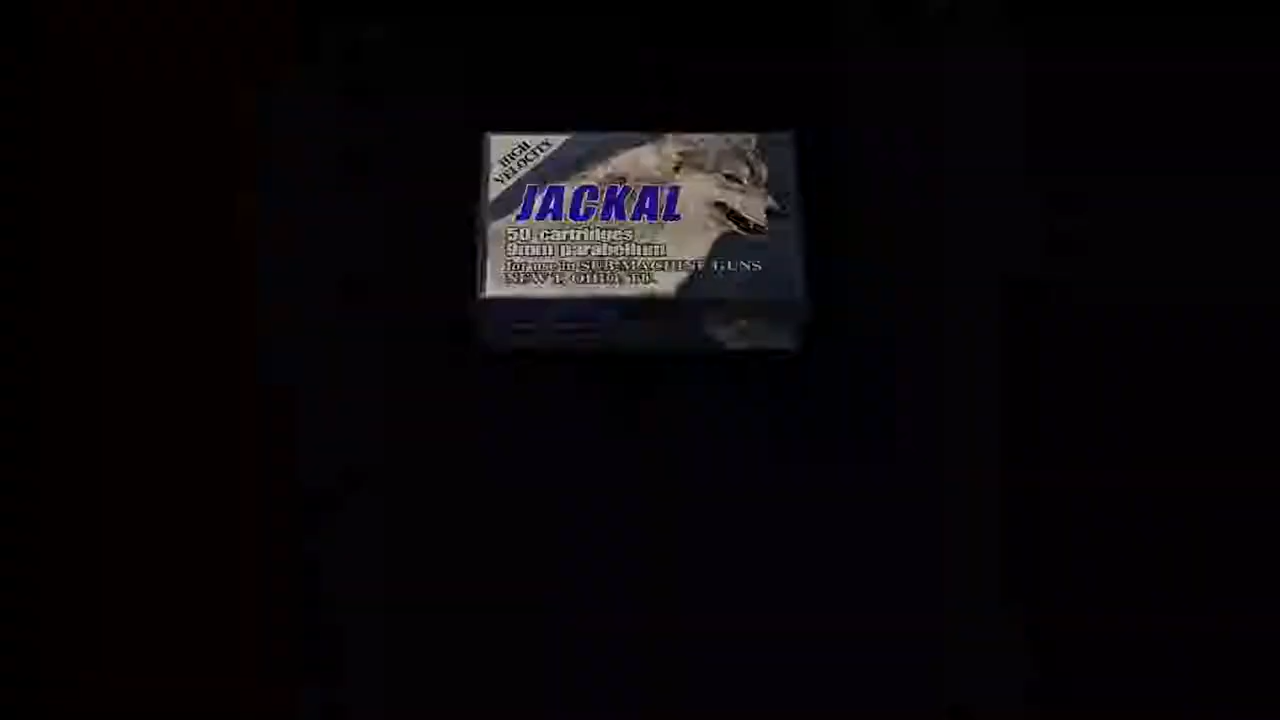 HIGH
VELOCITY
JACKAL
50 cartridges
9mm parabellum
for use in SUB-MACHINE GUNS